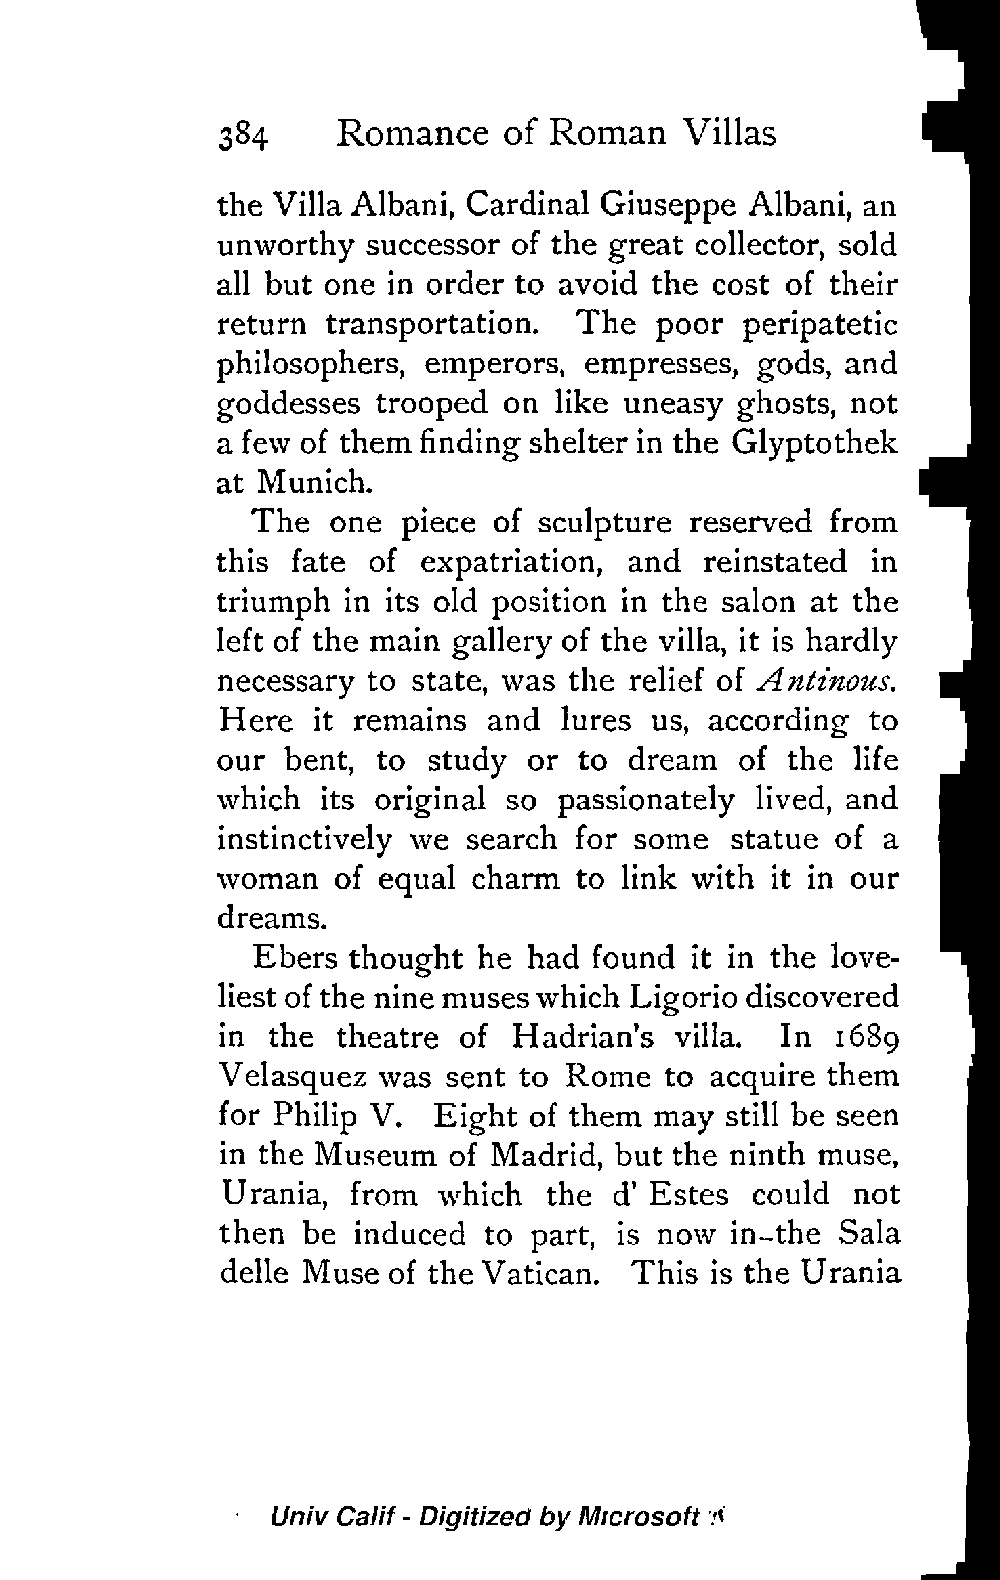 384 Romance of Roman Villas
the Villa Albani, Cardinal Giuseppe Albani, an
unworthy successor of the great collector, sold
all but one in order to avoid the cost of their
return transportation. The poor peripatetic
philosophers, emperors, empresses, gods, and
goddesses trooped on like uneasy ghosts, not
a few of them finding shelter in the Glyptothek
at Munich.
The one piece of sculpture reserved from
this fate of expatriation, and reinstated in
triumph in its old position in the salon at the
left of the main gallery of the villa, it is hardly
necessary to state, was the relief of Antinous.
Here it remains and lures us, according to
our bent, to study or to dream of the life
which its original so passionately lived, and
instinctively we search for some statue of a
woman of equal charm to link with it in our
dreams.
Ebers thought he had found it in the love-
liest of the nine muses which Ligorio discovered
in the theatre of Hadrian's villa. In 1689
Velasquez was sent to Rome to acquire them
for Philip V. Eight of them may still be seen
in the Museum of Madrid, but the ninth muse,
Urania, from which the d' Estes could not
then be induced to part, is now in-the Sala
delle Muse of the Vatican. This is the Urania
Univ Calif - Digitized by Microsoft